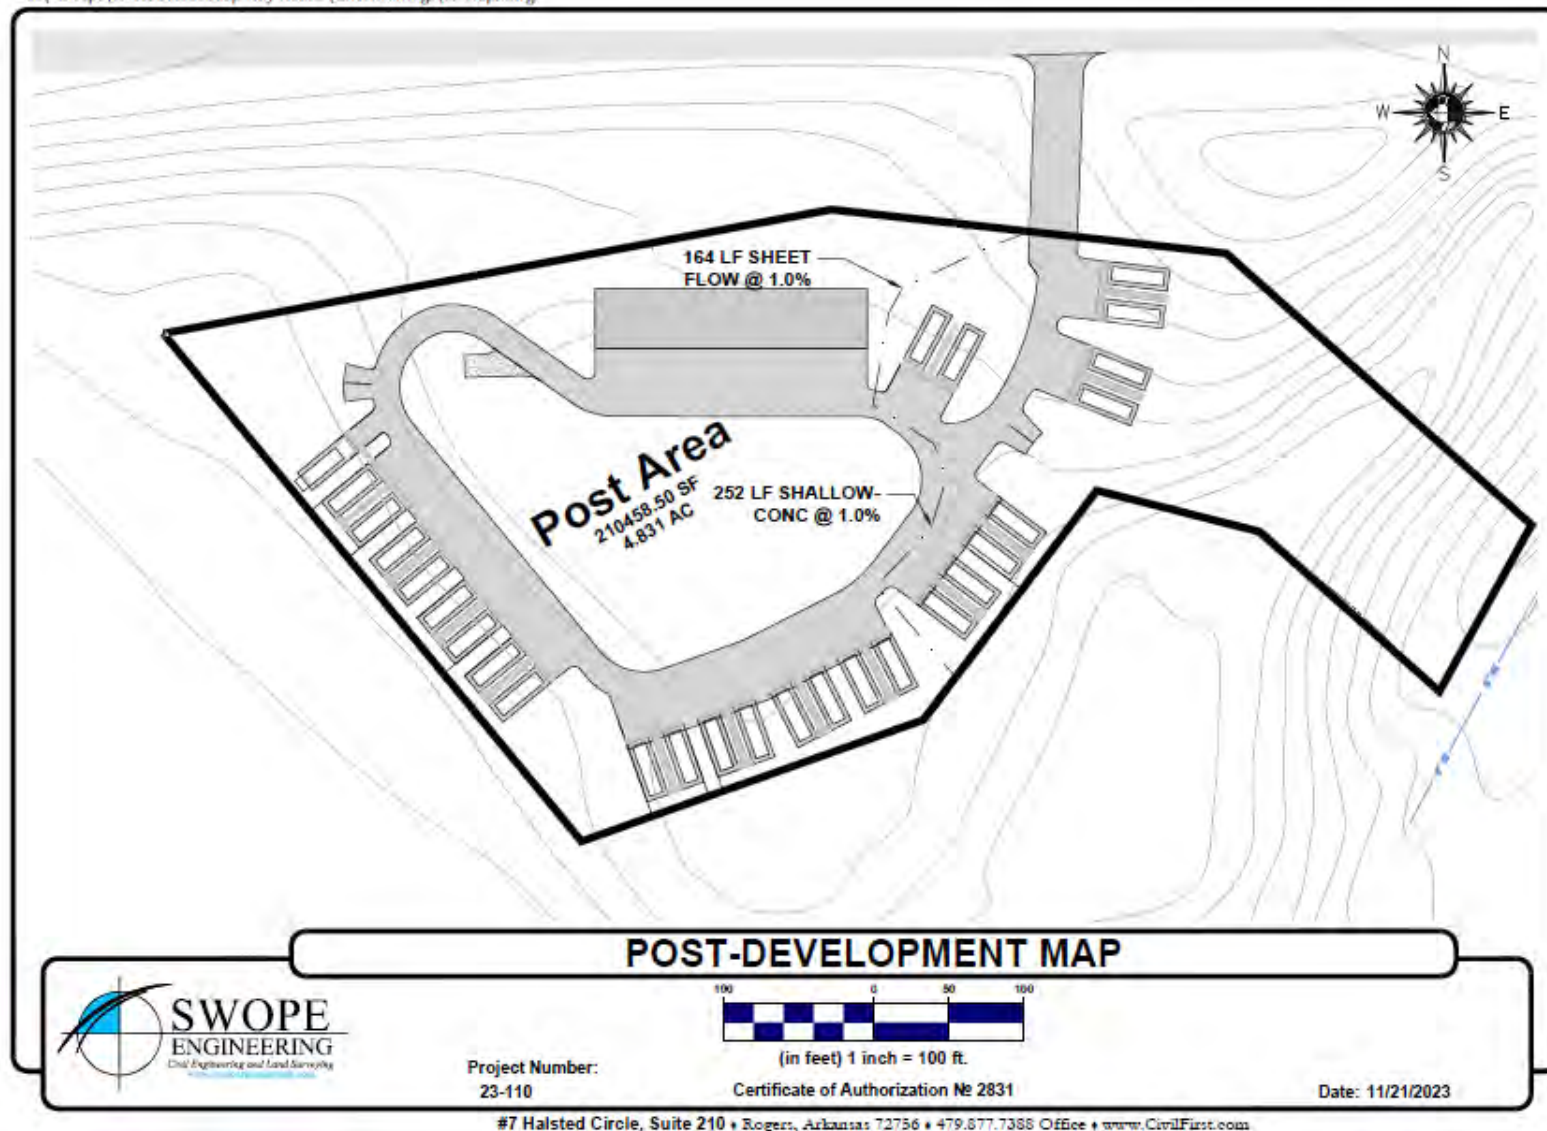 N
W E
S
164 LF SHEET
FLOW @ 1.0%
Post Area
210458.50 SF
4.831 AC
252 LF SHALLOW-
CONC @ 1.0%
POST-DEVELOPMENT MAP
100 0 50 100
(in feet) 1 inch = 100 ft.
SWOPE
ENGINEERING
Civil Engineering and Land Surveying
Project Number:
23-110
Certificate of Authorization № 2831
Date: 11/21/2023
#7 Halsted Circle, Suite 210 ♦ Rogers, Arkansas 72756 ♦ 479.877.7388 Office ♦ www.CivilFirst.com